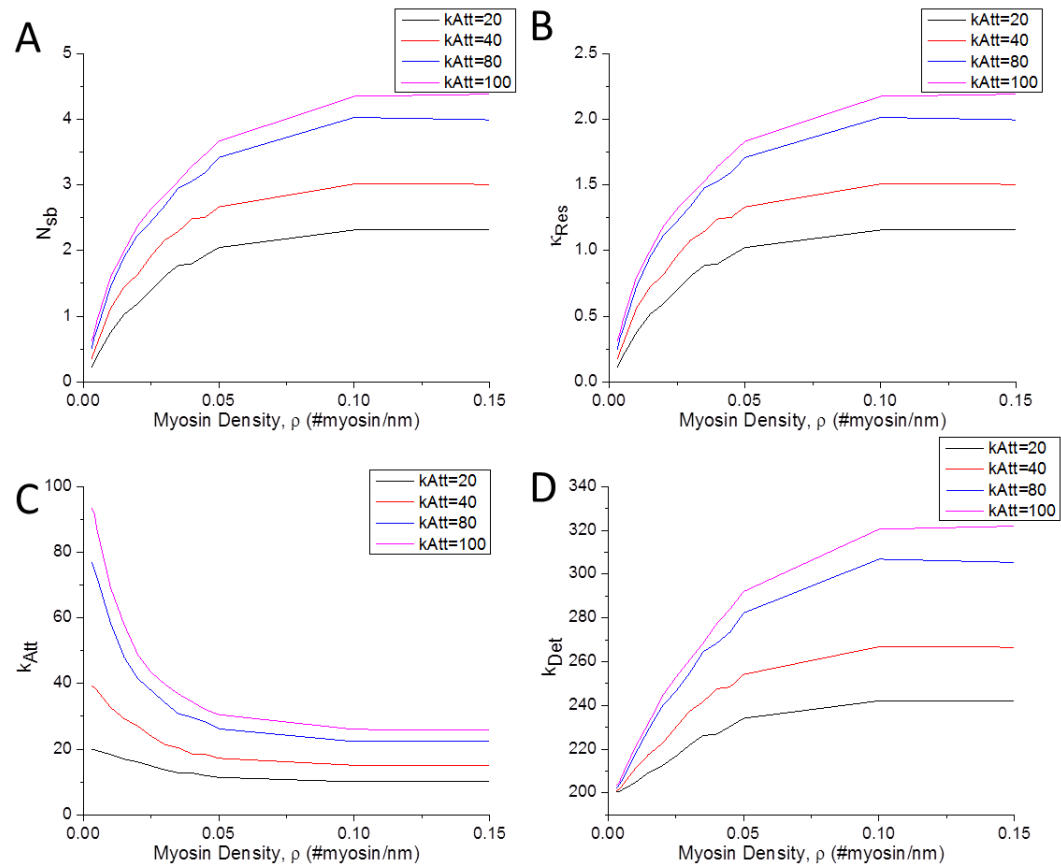 A
kAtt=20
kAtt=40
kAtt=80
kAtt=100
5
4
3
2
1
0
Nsb
0.00
0.05
0.10
0.15
Myosin Density, ρ (#myosin/nm)
B
kAtt=20
kAtt=40
kAtt=80
kAtt=100
2.5
2.0
1.5
1.0
0.5
0.0
κRes
0.00
0.05
0.10
0.15
Myosin Density, ρ (#myosin/nm)
C
kAtt=20
kAtt=40
kAtt=80
kAtt=100
100
80
60
40
20
0
kAtt
0.00
0.05
0.10
0.15
Myosin Density, ρ (#myosin/nm)
D
kAtt=20
kAtt=40
kAtt=80
kAtt=100
340
320
300
280
260
240
220
200
kDet
0.00
0.05
0.10
0.15
Myosin Density, ρ (#myosin/nm)